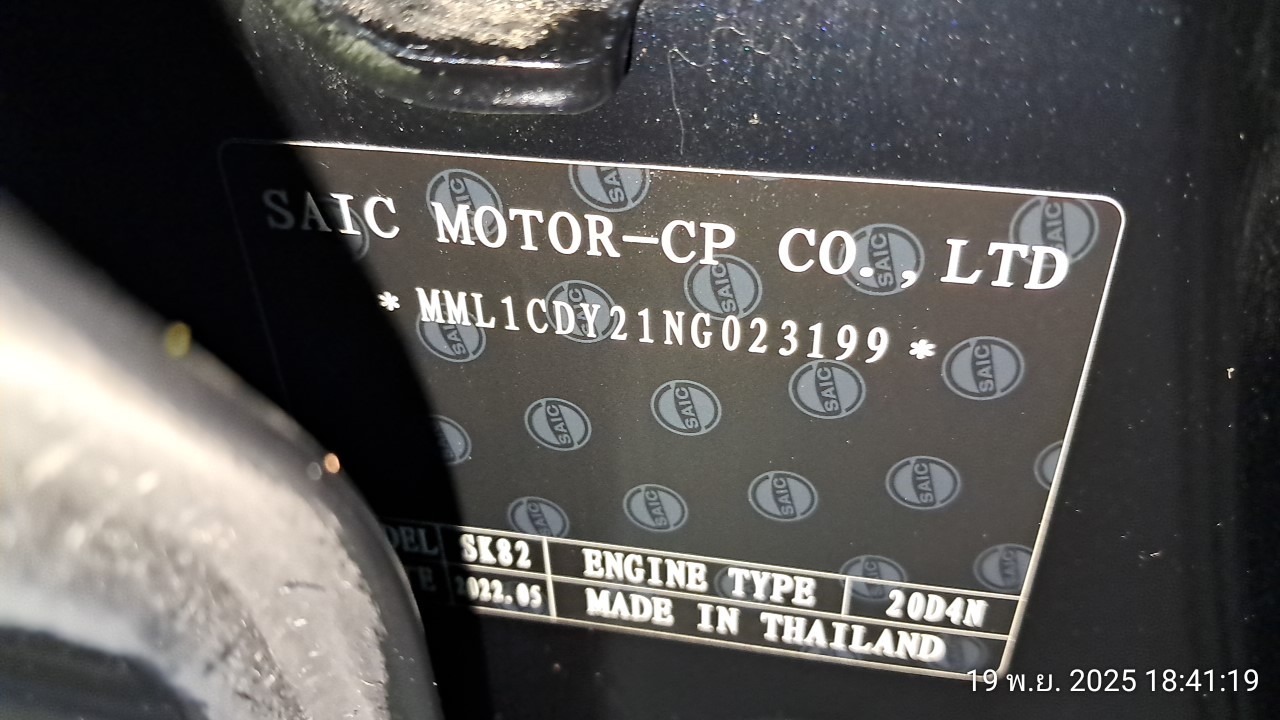 SAIC MOTOR-CP CO., LTD
* MML1CDY21NG023199 *
SK82 ENGINE TYPE 20D4N
2022.05 MADE IN THAILAND
SAIC
19 พ.ย. 2025 18:41:19